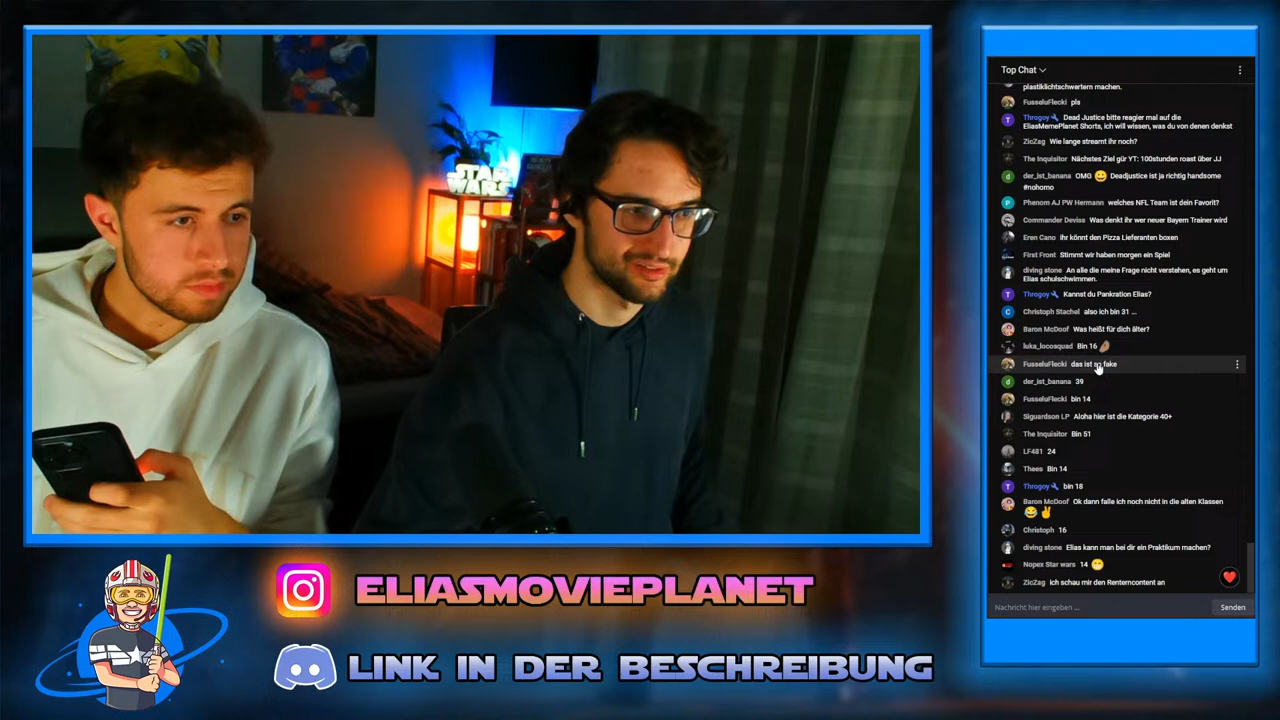 STAR
WARS
ELIASMOVIEPLANET
LINK IN DER BESCHREIBUNG
Top Chat
plastiklichtschwertern machen.
FusseluFlecki pls
Throgoy Dead Justice bitte reagier mal auf die
EliasMemePlanet Shorts, ich will wissen, was du von denen denkst
ZicZag Wie lange streamt ihr noch?
The Inquisitor Nächstes Ziel gür YT: 100stunden roast über JJ
der_ist_banana OMG 😀 Deadjustice ist ja richtig handsome
#nohomo
Phenom AJ PW Hermann welches NFL Team ist dein Favorit?
Commander Deviss Was denkt ihr wer neuer Bayern Trainer wird
Eren Cano ihr könnt den Pizza Lieferanten boxen
First Front Stimmt wir haben morgen ein Spiel
diving stone An alle die meine Frage nicht verstehen, es geht um
Elias schulschwimmen.
Throgoy Kannst du Pankration Elias?
Christoph Stachel also ich bin 31 ...
Baron McDoof Was heißt für dich älter?
luka_locosquad Bin 16
FusseluFlecki das ist so fake
der_ist_banana 39
FusseluFlecki bin 14
Siguardson LP Aloha hier ist die Kategorie 40+
The Inquisitor Bin 51
LF481 24
Thees Bin 14
Throgoy bin 18
Baron McDoof Ok dann falle ich noch nicht in die alten Klassen
😂✌
Christoph 16
diving stone Elias kann man bei dir ein Praktikum machen?
Nopex Star wars 14 😁
ZicZag Ich schau mir den Rentercontent an
Nachricht hier eingeben ...
Senden